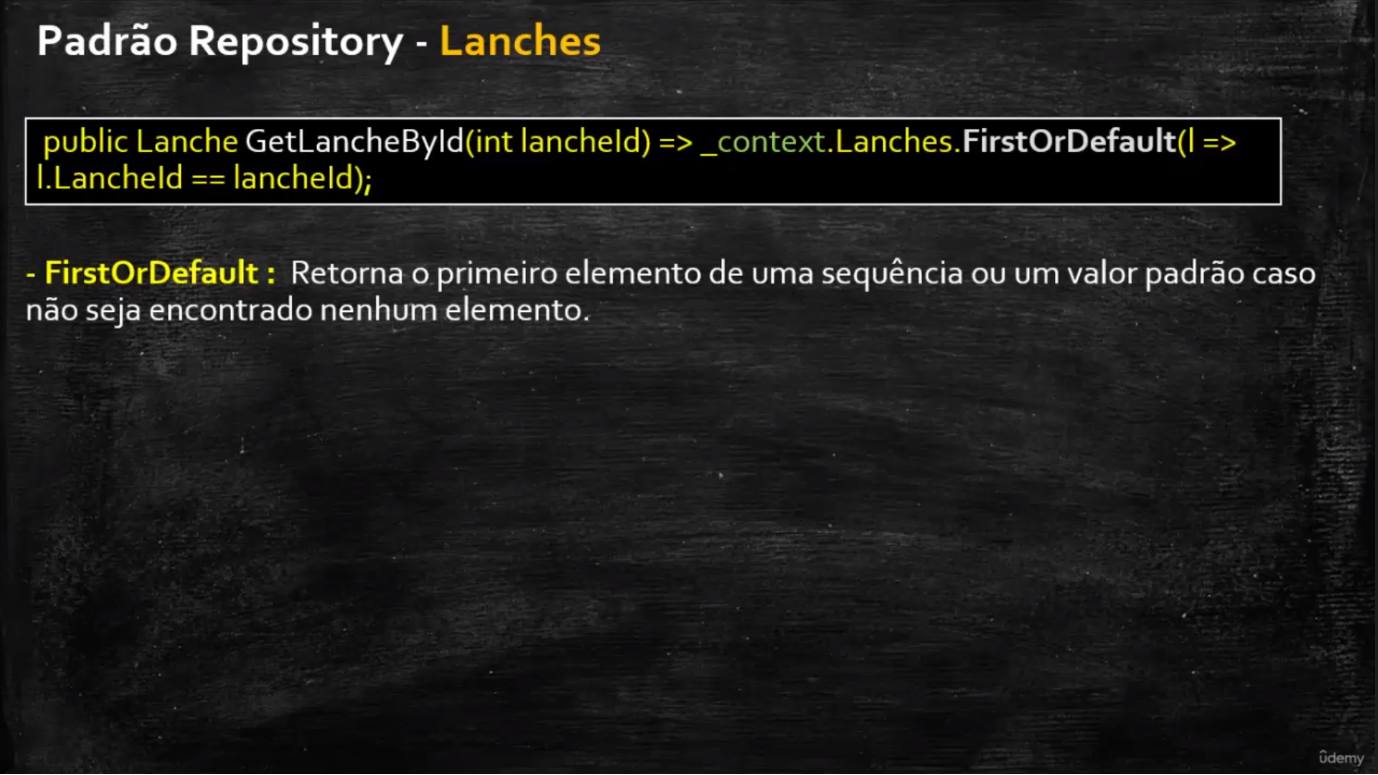 Padrão Repository - Lanches
public Lanche GetLancheById(int lancheId) => _context.Lanches.FirstOrDefault(l =>
l.LancheId == lancheId);
- FirstOrDefault : Retorna o primeiro elemento de uma sequência ou um valor padrão caso
não seja encontrado nenhum elemento.
ûdemy